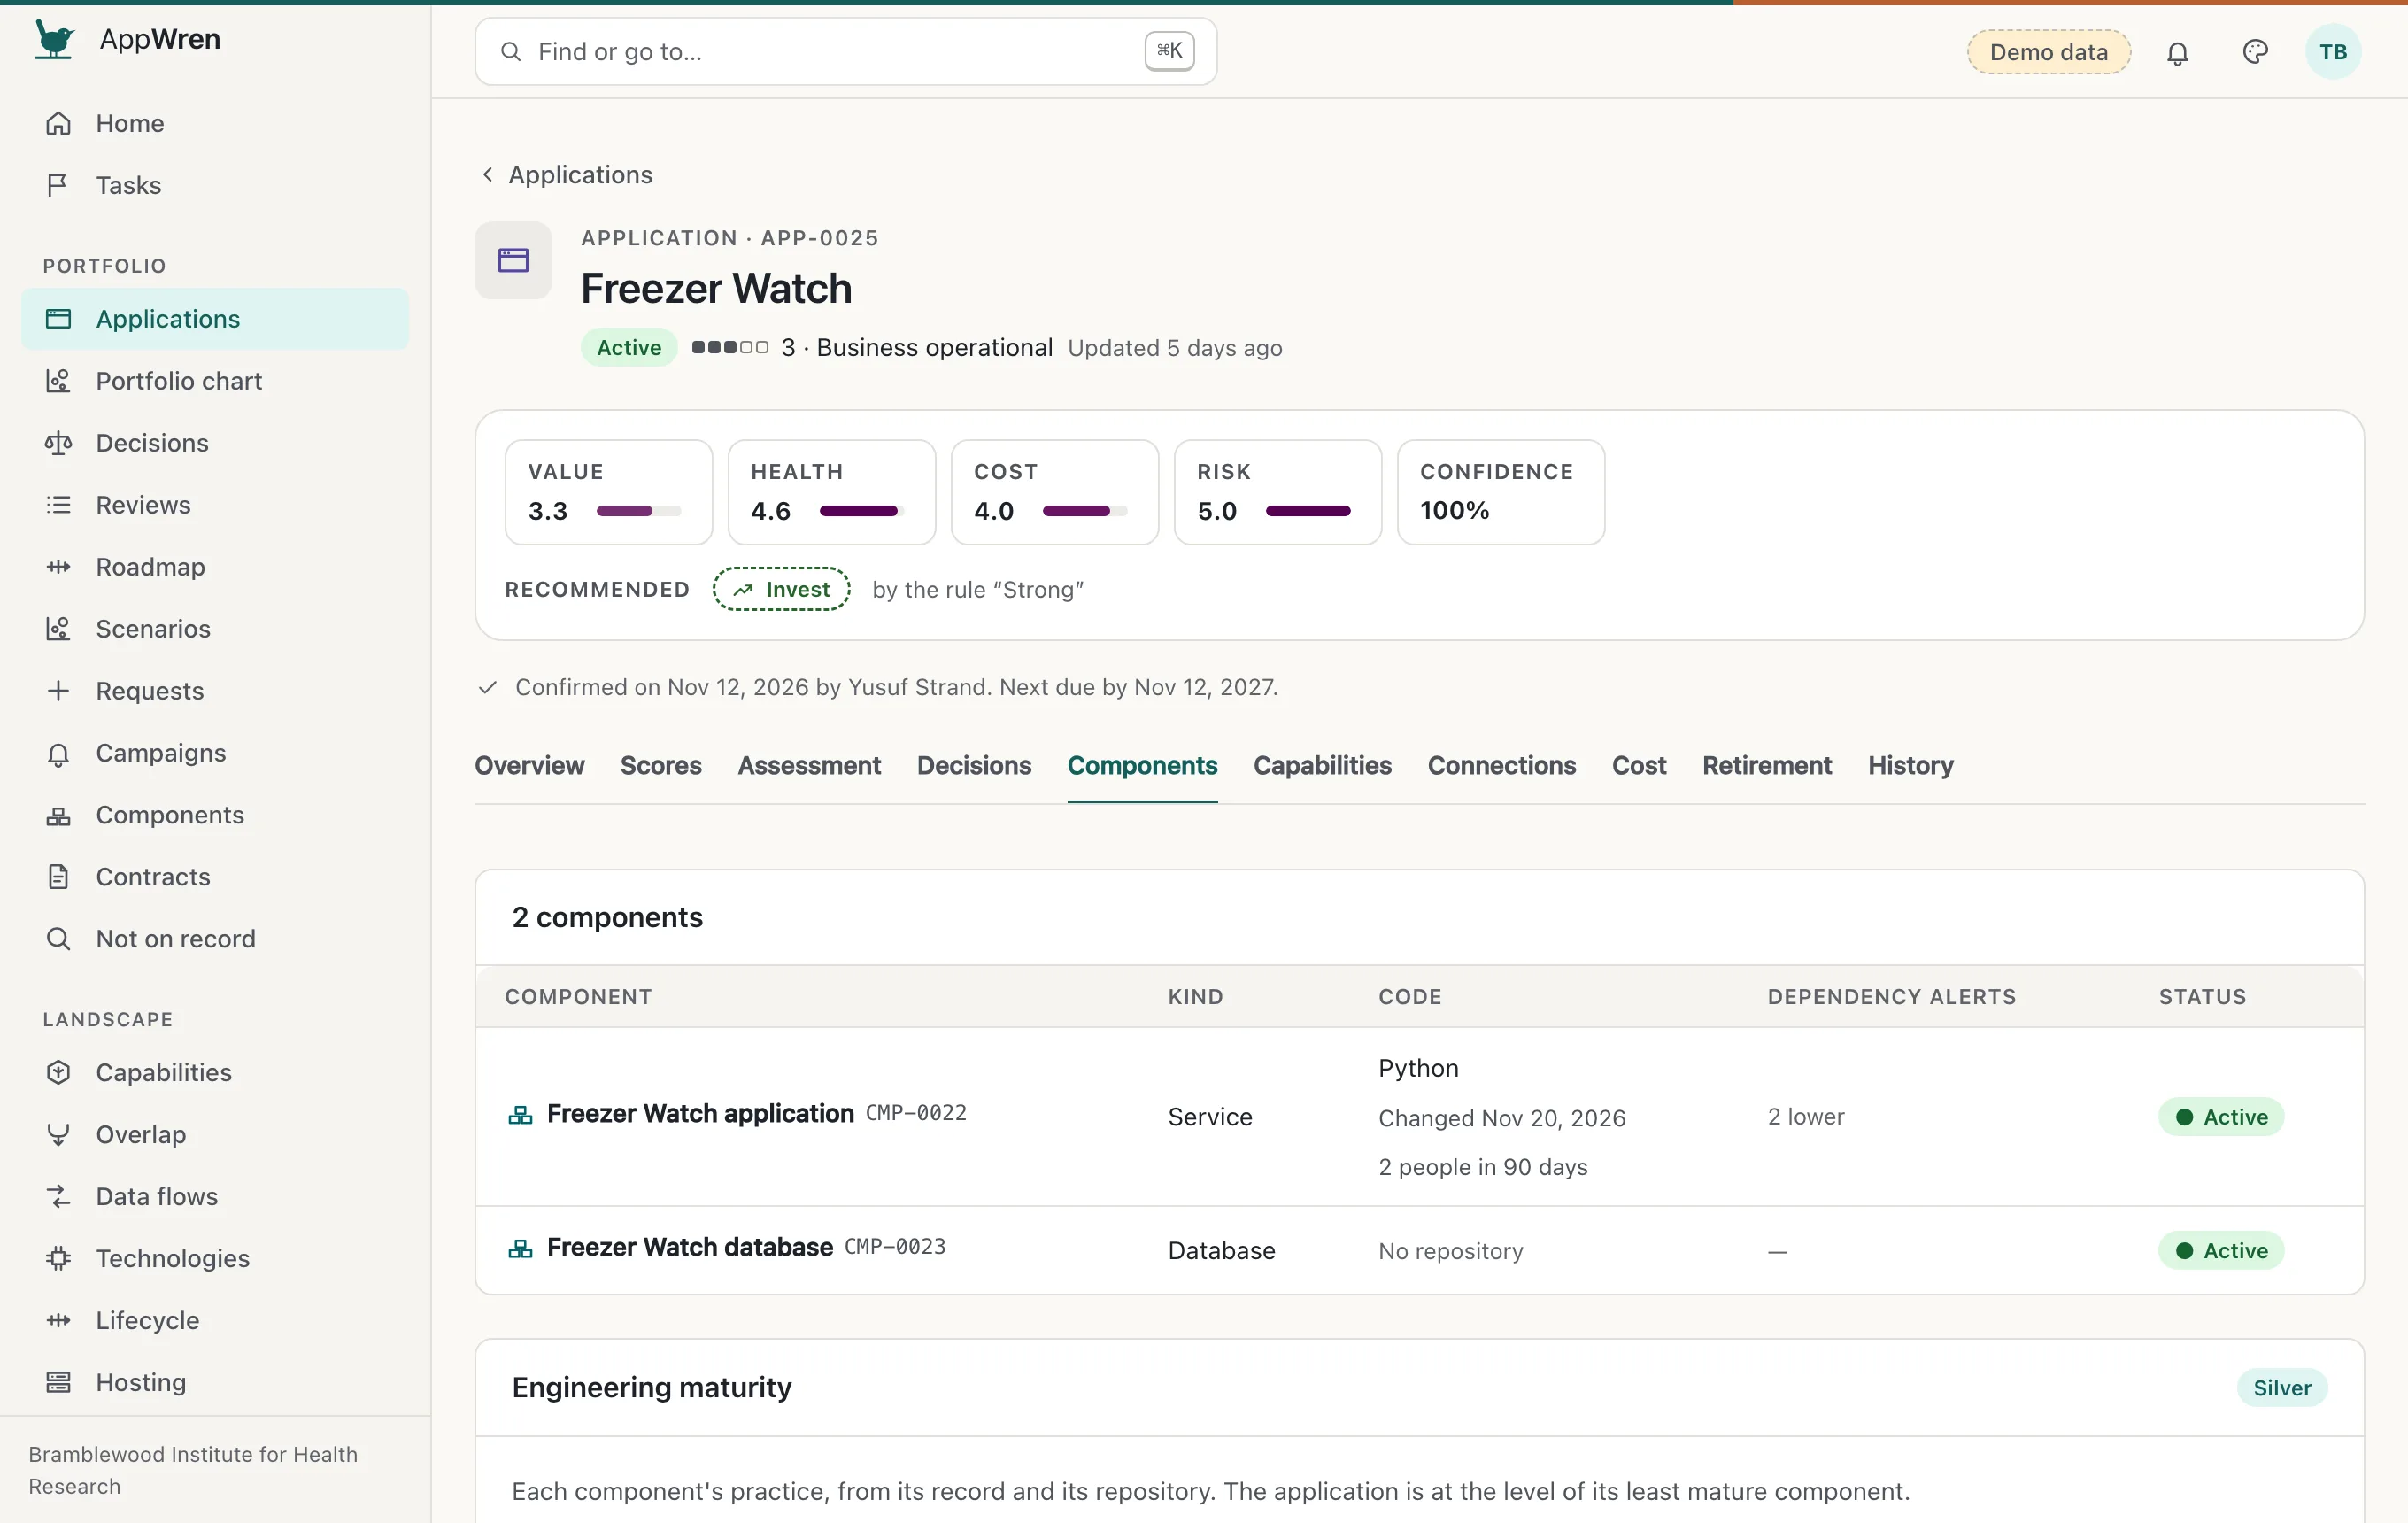 AppWren
Find or go to...
⌘K
Demo data
TB
Home
Tasks
PORTFOLIO
Applications
Portfolio chart
Decisions
Reviews
Roadmap
Scenarios
Requests
Campaigns
Components
Contracts
Not on record
LANDSCAPE
Capabilities
Overlap
Data flows
Technologies
Lifecycle
Hosting
Bramblewood Institute for Health
Research
Applications
APPLICATION · APP-0025
Freezer Watch
Active 3 · Business operational Updated 5 days ago
VALUE HEALTH COST RISK CONFIDENCE
3.3 4.6 4.0 5.0 100%
RECOMMENDED Invest by the rule “Strong”
Confirmed on Nov 12, 2026 by Yusuf Strand. Next due by Nov 12, 2027.
Overview Scores Assessment Decisions Components Capabilities Connections Cost Retirement History
2 components
COMPONENT KIND CODE DEPENDENCY ALERTS STATUS
Freezer Watch application CMP-0022 Service Python 2 lower Active
Changed Nov 20, 2026
2 people in 90 days
Freezer Watch database CMP-0023 Database No repository — Active
Engineering maturity Silver
Each component's practice, from its record and its repository. The application is at the level of its least mature component.